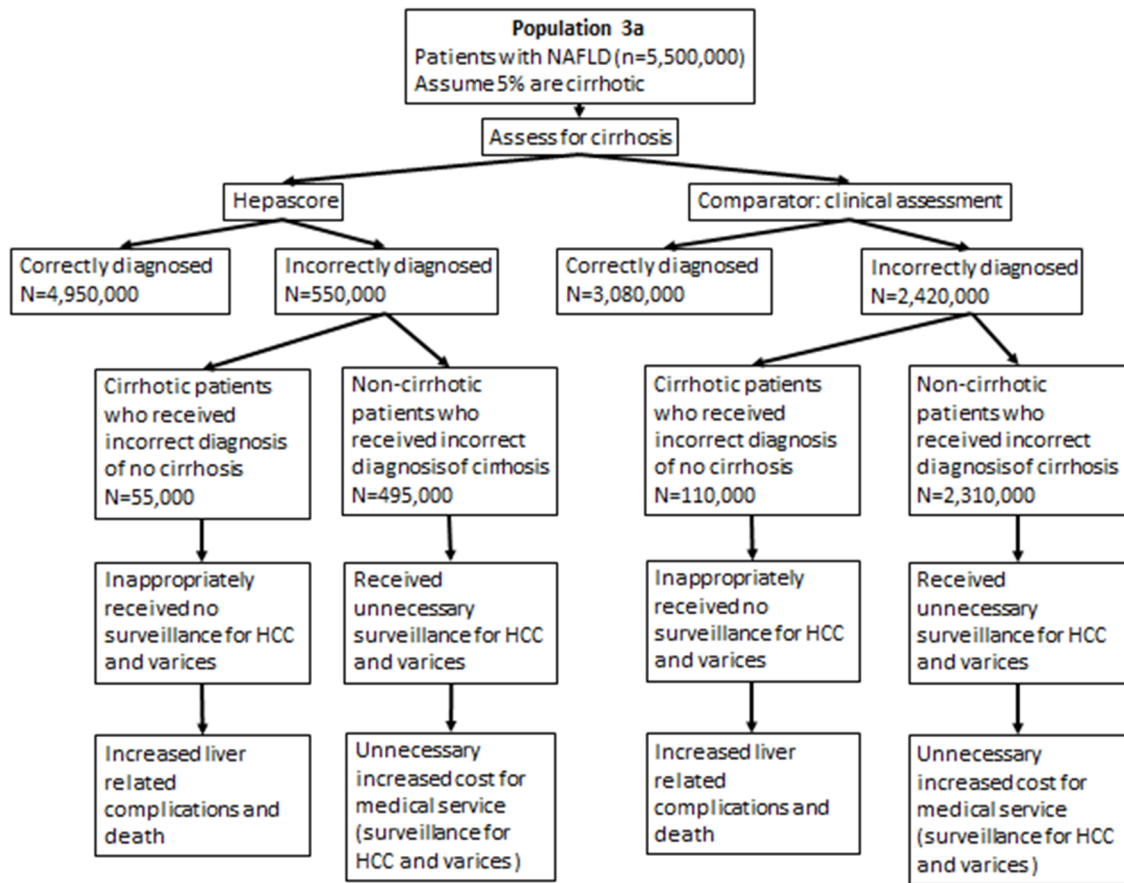 Population 3a
Patients with NAFLD (n=5,500,000)
Assume 5% are cirrhotic
Assess for cirrhosis
Hepascore
Comparator: clinical assessment
Correctly diagnosed
N=4,950,000
Incorrectly diagnosed
N=550,000
Correctly diagnosed
N=3,080,000
Incorrectly diagnosed
N=2,420,000
Cirrhotic patients
who received
incorrect diagnosis
of no cirrhosis
N=55,000
Non-cirrhotic
patients who
received incorrect
diagnosis of cirrhosis
N=495,000
Cirrhotic patients
who received
incorrect diagnosis
of no cirrhosis
N=110,000
Non-cirrhotic
patients who
received incorrect
diagnosis of cirrhosis
N=2,310,000
Inappropriately
received no
surveillance for HCC
and varices
Received
unnecessary
surveillance for HCC
and varices
Inappropriately
received no
surveillance for HCC
and varices
Received
unnecessary
surveillance for HCC
and varices
Increased liver
related
complications and
death
Unnecessary
increased cost for
medical service
(surveillance for
HCC and varices)
Increased liver
related
complications and
death
Unnecessary
increased cost for
medical service
(surveillance for HCC
and varices)